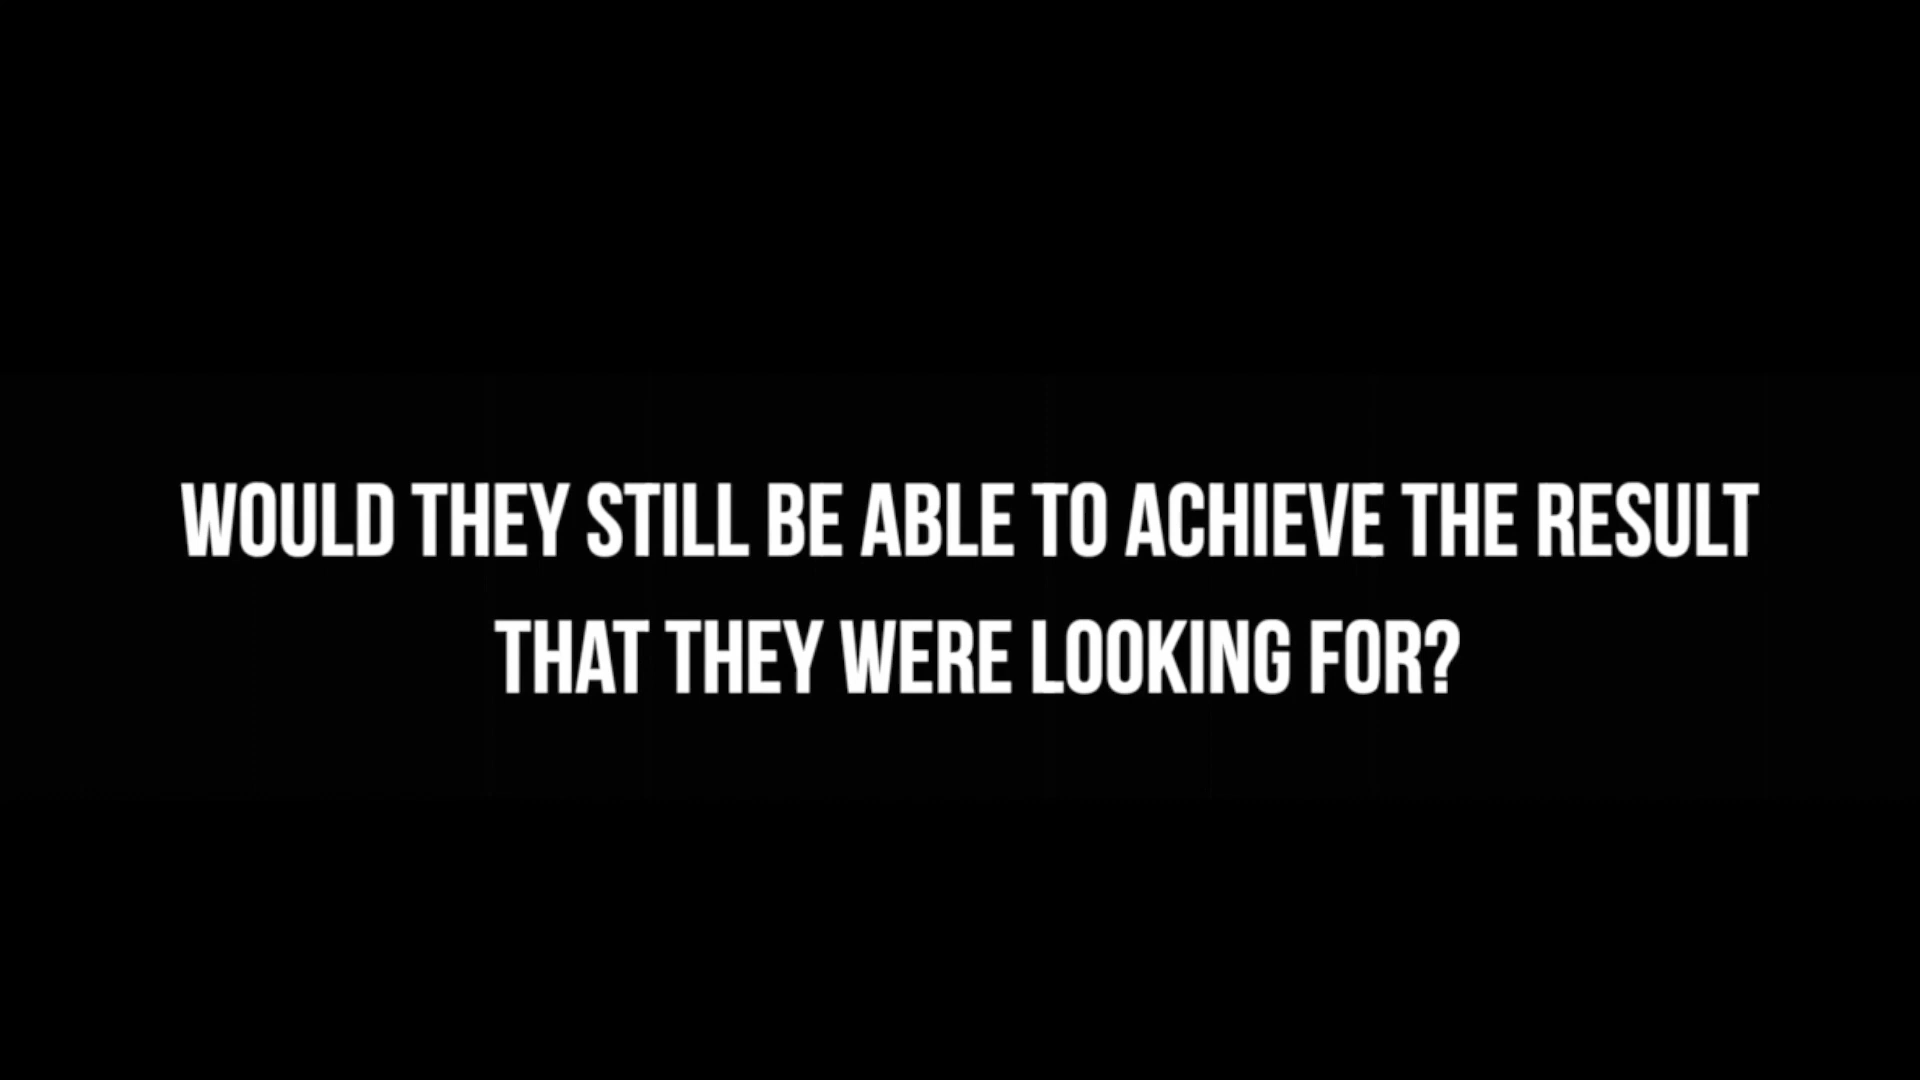 WOULD THEY STILL BE ABLE TO ACHIEVE THE RESULT
THAT THEY WERE LOOKING FOR?